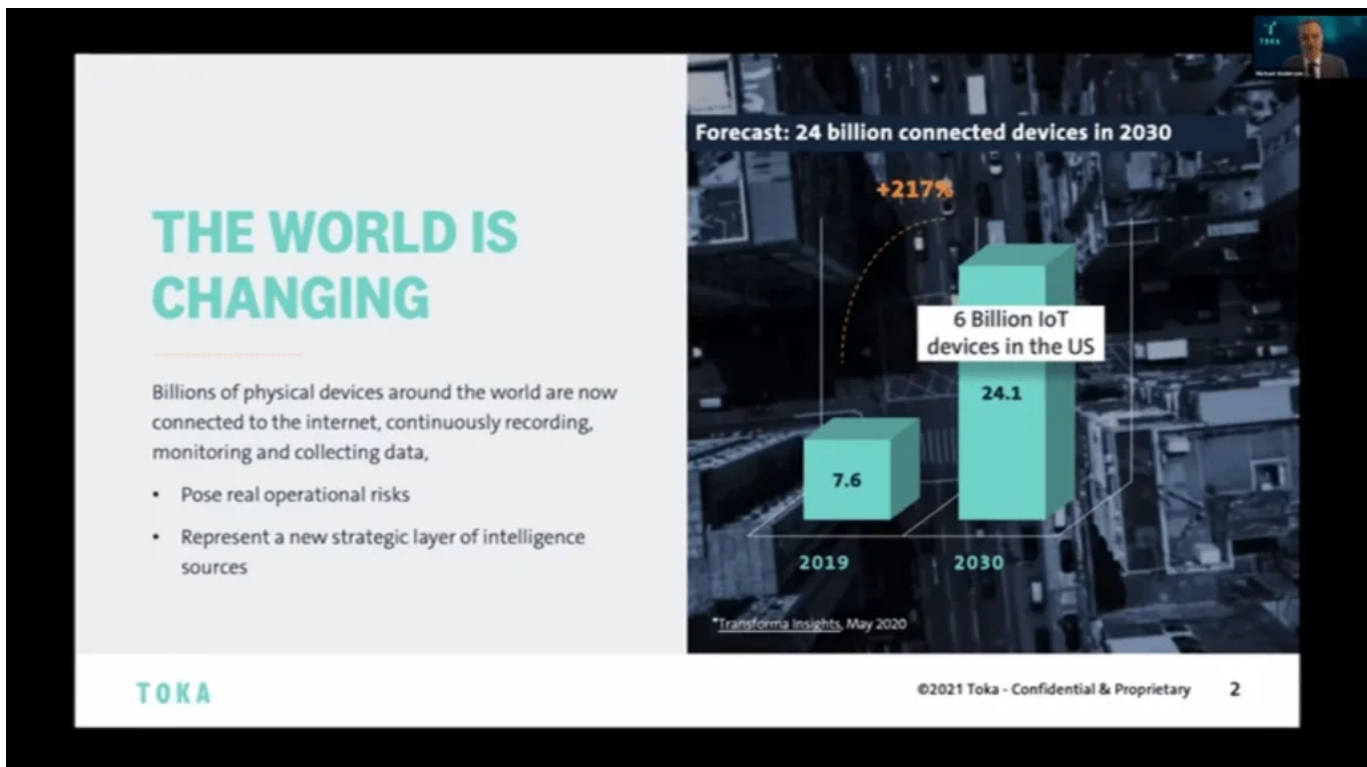 TOKA
Forecast: 24 billion connected devices in 2030
+217%
THE WORLD IS
CHANGING
6 Billion IoT
devices in the US
24.1
7.6
2019
2030
Billions of physical devices around the world are now
connected to the internet, continuously recording,
monitoring and collecting data,
• Pose real operational risks
• Represent a new strategic layer of intelligence
sources
*Transforma Insights, May 2020
TOKA
©2021 Toka - Confidential & Proprietary
2